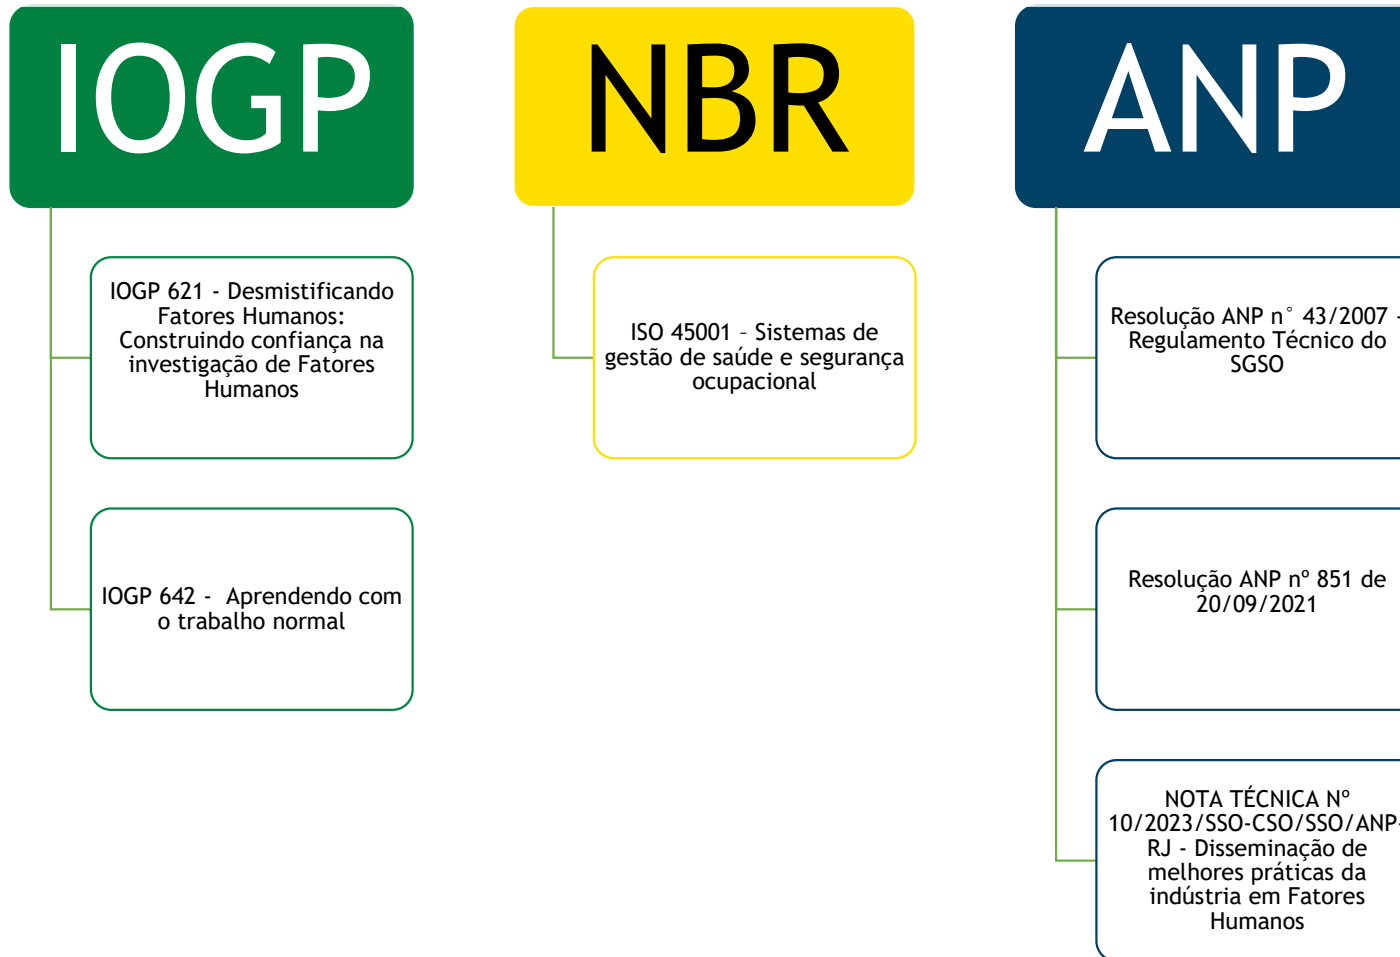 IOGP
IOGP 621 - Desmistificando
Fatores Humanos:
Construindo confiança na
investigação de Fatores
Humanos
IOGP 642 -  Aprendendo com
o trabalho normal
NBR
ISO 45001 – Sistemas de
gestão de saúde e segurança
ocupacional
ANP
Resolução ANP n° 43/2007 -
Regulamento Técnico do
SGSO
Resolução ANP nº 851 de
20/09/2021
NOTA TÉCNICA Nº
10/2023/SSO-CSO/SSO/ANP-
RJ - Disseminação de
melhores práticas da
indústria em Fatores
Humanos